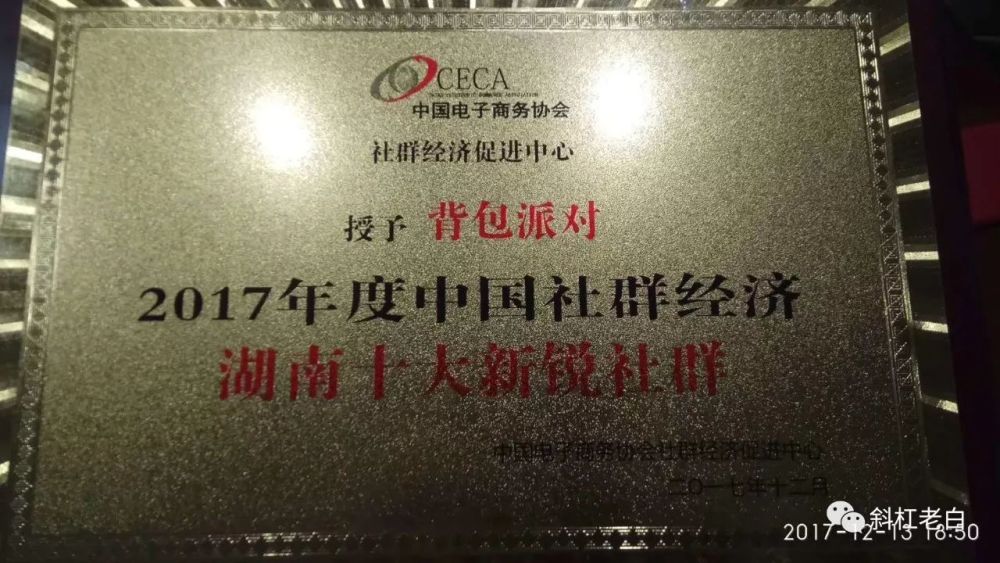 CECA
中国电子商务协会
社群经济促进中心
授予 背包派对
2017年度中国社群经济
湖南十大新锐社群
中国电子商务协会社群经济促进中心
二〇一七年十二月
斜杠老白
2017-12-13 18:50